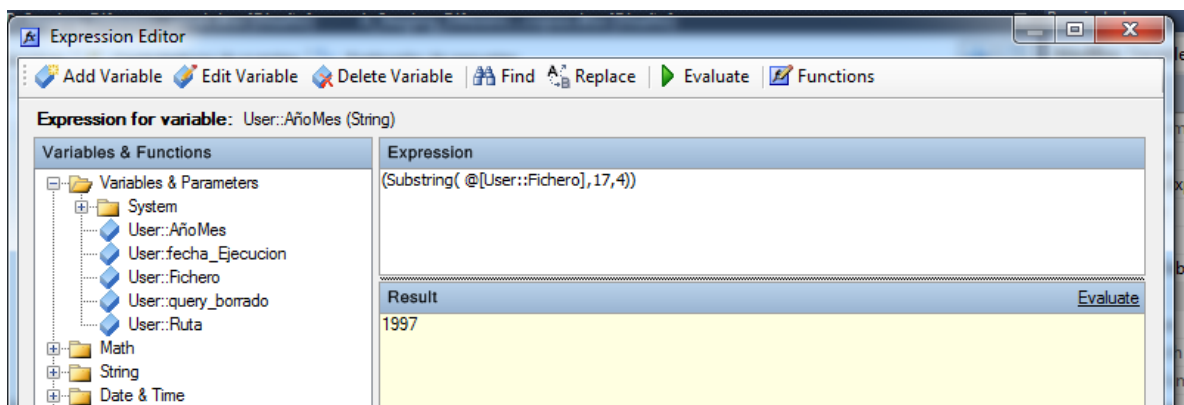 Expression Editor
Add Variable Edit Variable Delete Variable Find Replace Evaluate Functions
Expression for variable: User::AñoMes (String)
Variables & Functions
Variables & Parameters
System
User::AñoMes
User::fecha_Ejecucion
User::Fichero
User::query_borrado
User::Ruta
Math
String
Date & Time
Expression
(Substring( @[User::Fichero],17,4))
Result Evaluate
1997